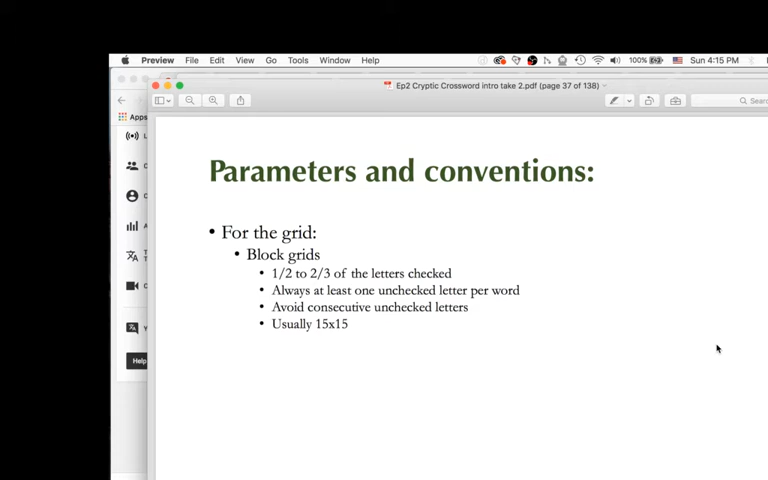 Preview File Edit View Go Tools Window Help 100% Sun 4:15 PM
Ep2 Cryptic Crossword intro take 2.pdf (page 37 of 138)
Apps
Help
Parameters and conventions:
• For the grid:
• Block grids
• 1/2 to 2/3 of the letters checked
• Always at least one unchecked letter per word
• Avoid consecutive unchecked letters
• Usually 15x15